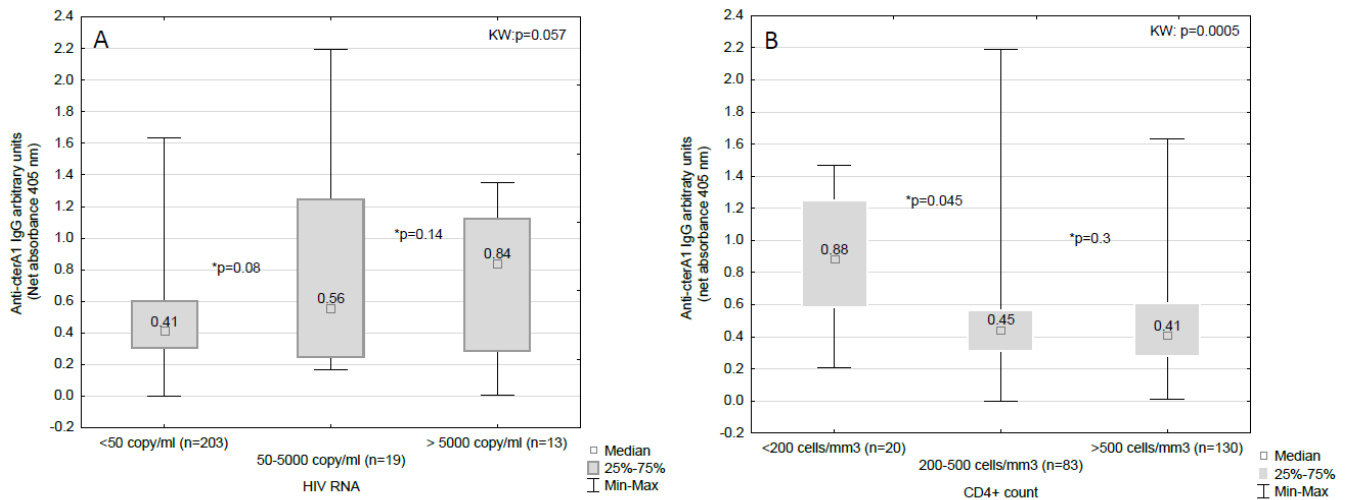 A
KW:p=0.057
2.4
2.2
2.0
1.8
1.6
1.4
1.2
1.0
0.8
0.6
0.4
0.2
0.0
-0.2
Anti-cterA1 IgG arbitrary units
(Net absorbance 405 nm)
*p=0.08
*p=0.14
0.41
0.56
0.84
<50 copy/ml (n=203)
50-5000 copy/ml (n=19)
> 5000 copy/ml (n=13)
HIV RNA
Median
25%-75%
Min-Max
B
KW: p=0.0005
2.4
2.2
2.0
1.8
1.6
1.4
1.2
1.0
0.8
0.6
0.4
0.2
0.0
-0.2
Anti-cterA1 IgG arbitraty units
(net absorbance 405 nm)
*p=0.045
*p=0.3
0.88
0.45
0.41
<200 cells/mm3 (n=20)
200-500 cells/mm3 (n=83)
>500 cells/mm3 (n=130)
CD4+ count
Median
25%-75%
Min-Max